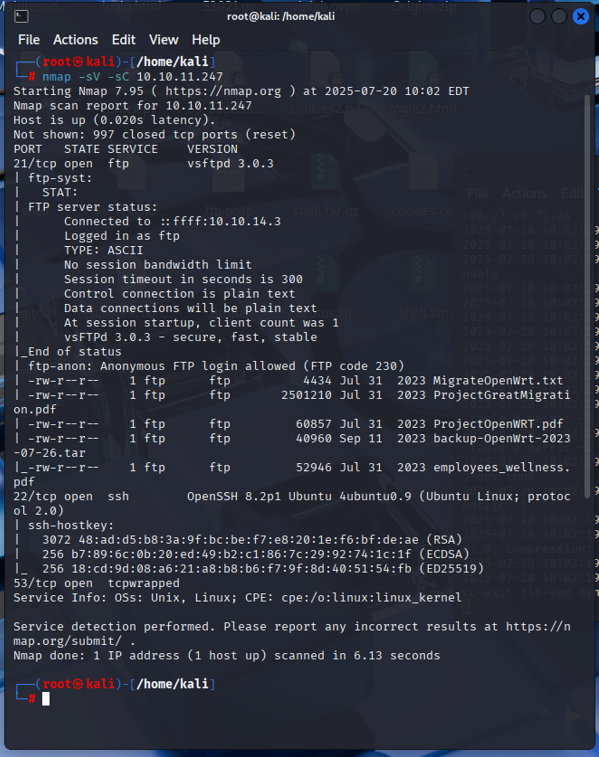 root@kali: /home/kali
File Actions Edit View Help
┌──(root㉿kali)-[/home/kali]
└─# nmap -sV -sC 10.10.11.247
Starting Nmap 7.95 ( https://nmap.org ) at 2025-07-20 10:02 EDT
Nmap scan report for 10.10.11.247
Host is up (0.020s latency).
Not shown: 997 closed tcp ports (reset)
PORT   STATE SERVICE    VERSION
21/tcp open  ftp        vsftpd 3.0.3
| ftp-syst:
|   STAT:
| FTP server status:
|      Connected to ::ffff:10.10.14.3
|      Logged in as ftp
|      TYPE: ASCII
|      No session bandwidth limit
|      Session timeout in seconds is 300
|      Control connection is plain text
|      Data connections will be plain text
|      At session startup, client count was 1
|      vsFTPd 3.0.3 - secure, fast, stable
|_End of status
| ftp-anon: Anonymous FTP login allowed (FTP code 230)
| -rw-r--r--    1 ftp      ftp          4434 Jul 31  2023 MigrateOpenWrt.txt
| -rw-r--r--    1 ftp      ftp       2501210 Jul 31  2023 ProjectGreatMigrati
on.pdf
| -rw-r--r--    1 ftp      ftp         60857 Jul 31  2023 ProjectOpenWRT.pdf
| -rw-r--r--    1 ftp      ftp         40960 Sep 11  2023 backup-OpenWrt-2023
-07-26.tar
|_-rw-r--r--    1 ftp      ftp         52946 Jul 31  2023 employees_wellness.
pdf
22/tcp open  ssh        OpenSSH 8.2p1 Ubuntu 4ubuntu0.9 (Ubuntu Linux; protoc
ol 2.0)
| ssh-hostkey:
|   3072 48:ad:d5:b8:3a:9f:bc:be:f7:e8:20:1e:f6:bf:de:ae (RSA)
|   256 b7:89:6c:0b:20:ed:49:b2:c1:86:7c:29:92:74:1c:1f (ECDSA)
|_  256 18:cd:9d:08:a6:21:a8:b8:b6:f7:9f:8d:40:51:54:fb (ED25519)
53/tcp open  tcpwrapped
Service Info: OSs: Unix, Linux; CPE: cpe:/o:linux:linux_kernel
Service detection performed. Please report any incorrect results at https://n
map.org/submit/ .
Nmap done: 1 IP address (1 host up) scanned in 6.13 seconds
┌──(root㉿kali)-[/home/kali]
└─#